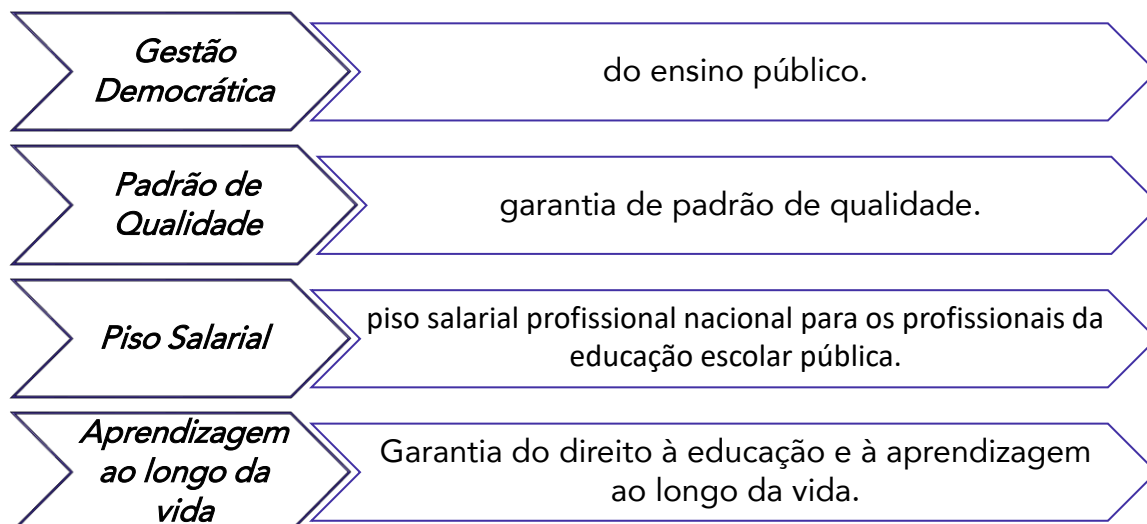 Gestão
Democrática
do ensino público.
Padrão de
Qualidade
garantia de padrão de qualidade.
Piso Salarial
piso salarial profissional nacional para os profissionais da
educação escolar pública.
Aprendizagem
ao longo da
vida
Garantia do direito à educação e à aprendizagem
ao longo da vida.